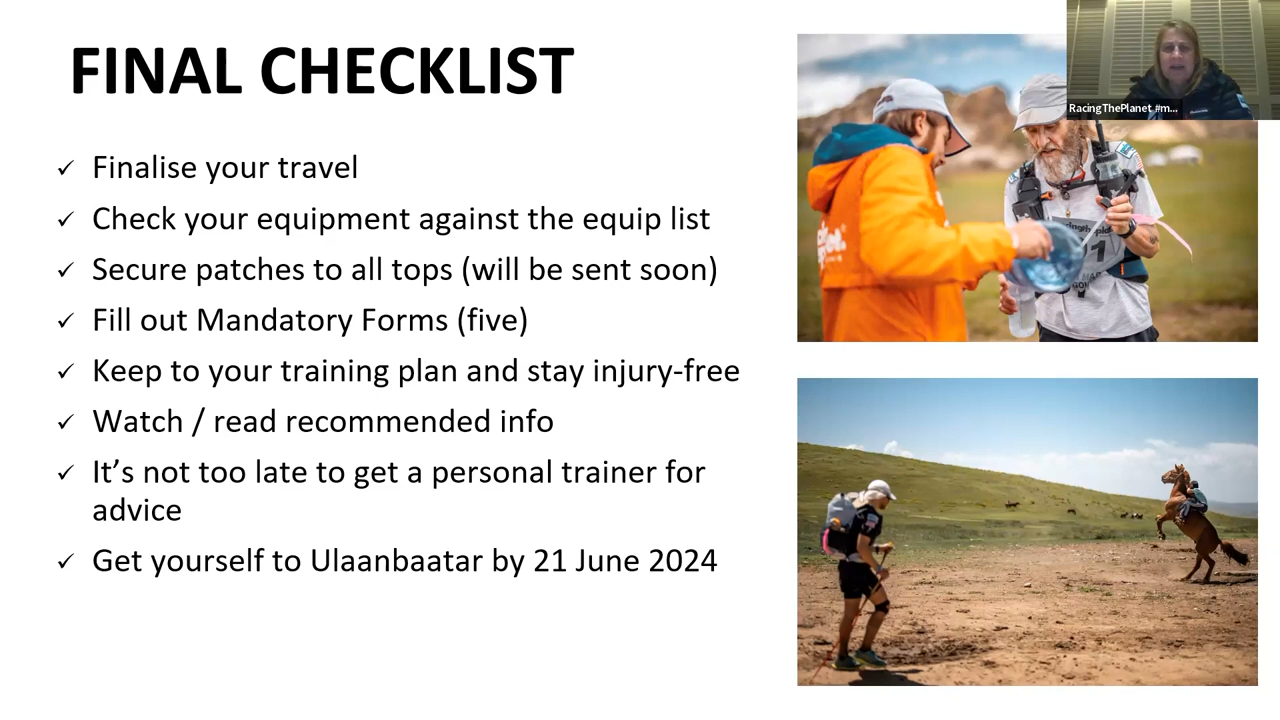 FINAL CHECKLIST
RacingThePlanet #m...
✓ Finalise your travel
✓ Check your equipment against the equip list
✓ Secure patches to all tops (will be sent soon)
✓ Fill out Mandatory Forms (five)
✓ Keep to your training plan and stay injury-free
✓ Watch / read recommended info
✓ It’s not too late to get a personal trainer for
advice
✓ Get yourself to Ulaanbaatar by 21 June 2024
1